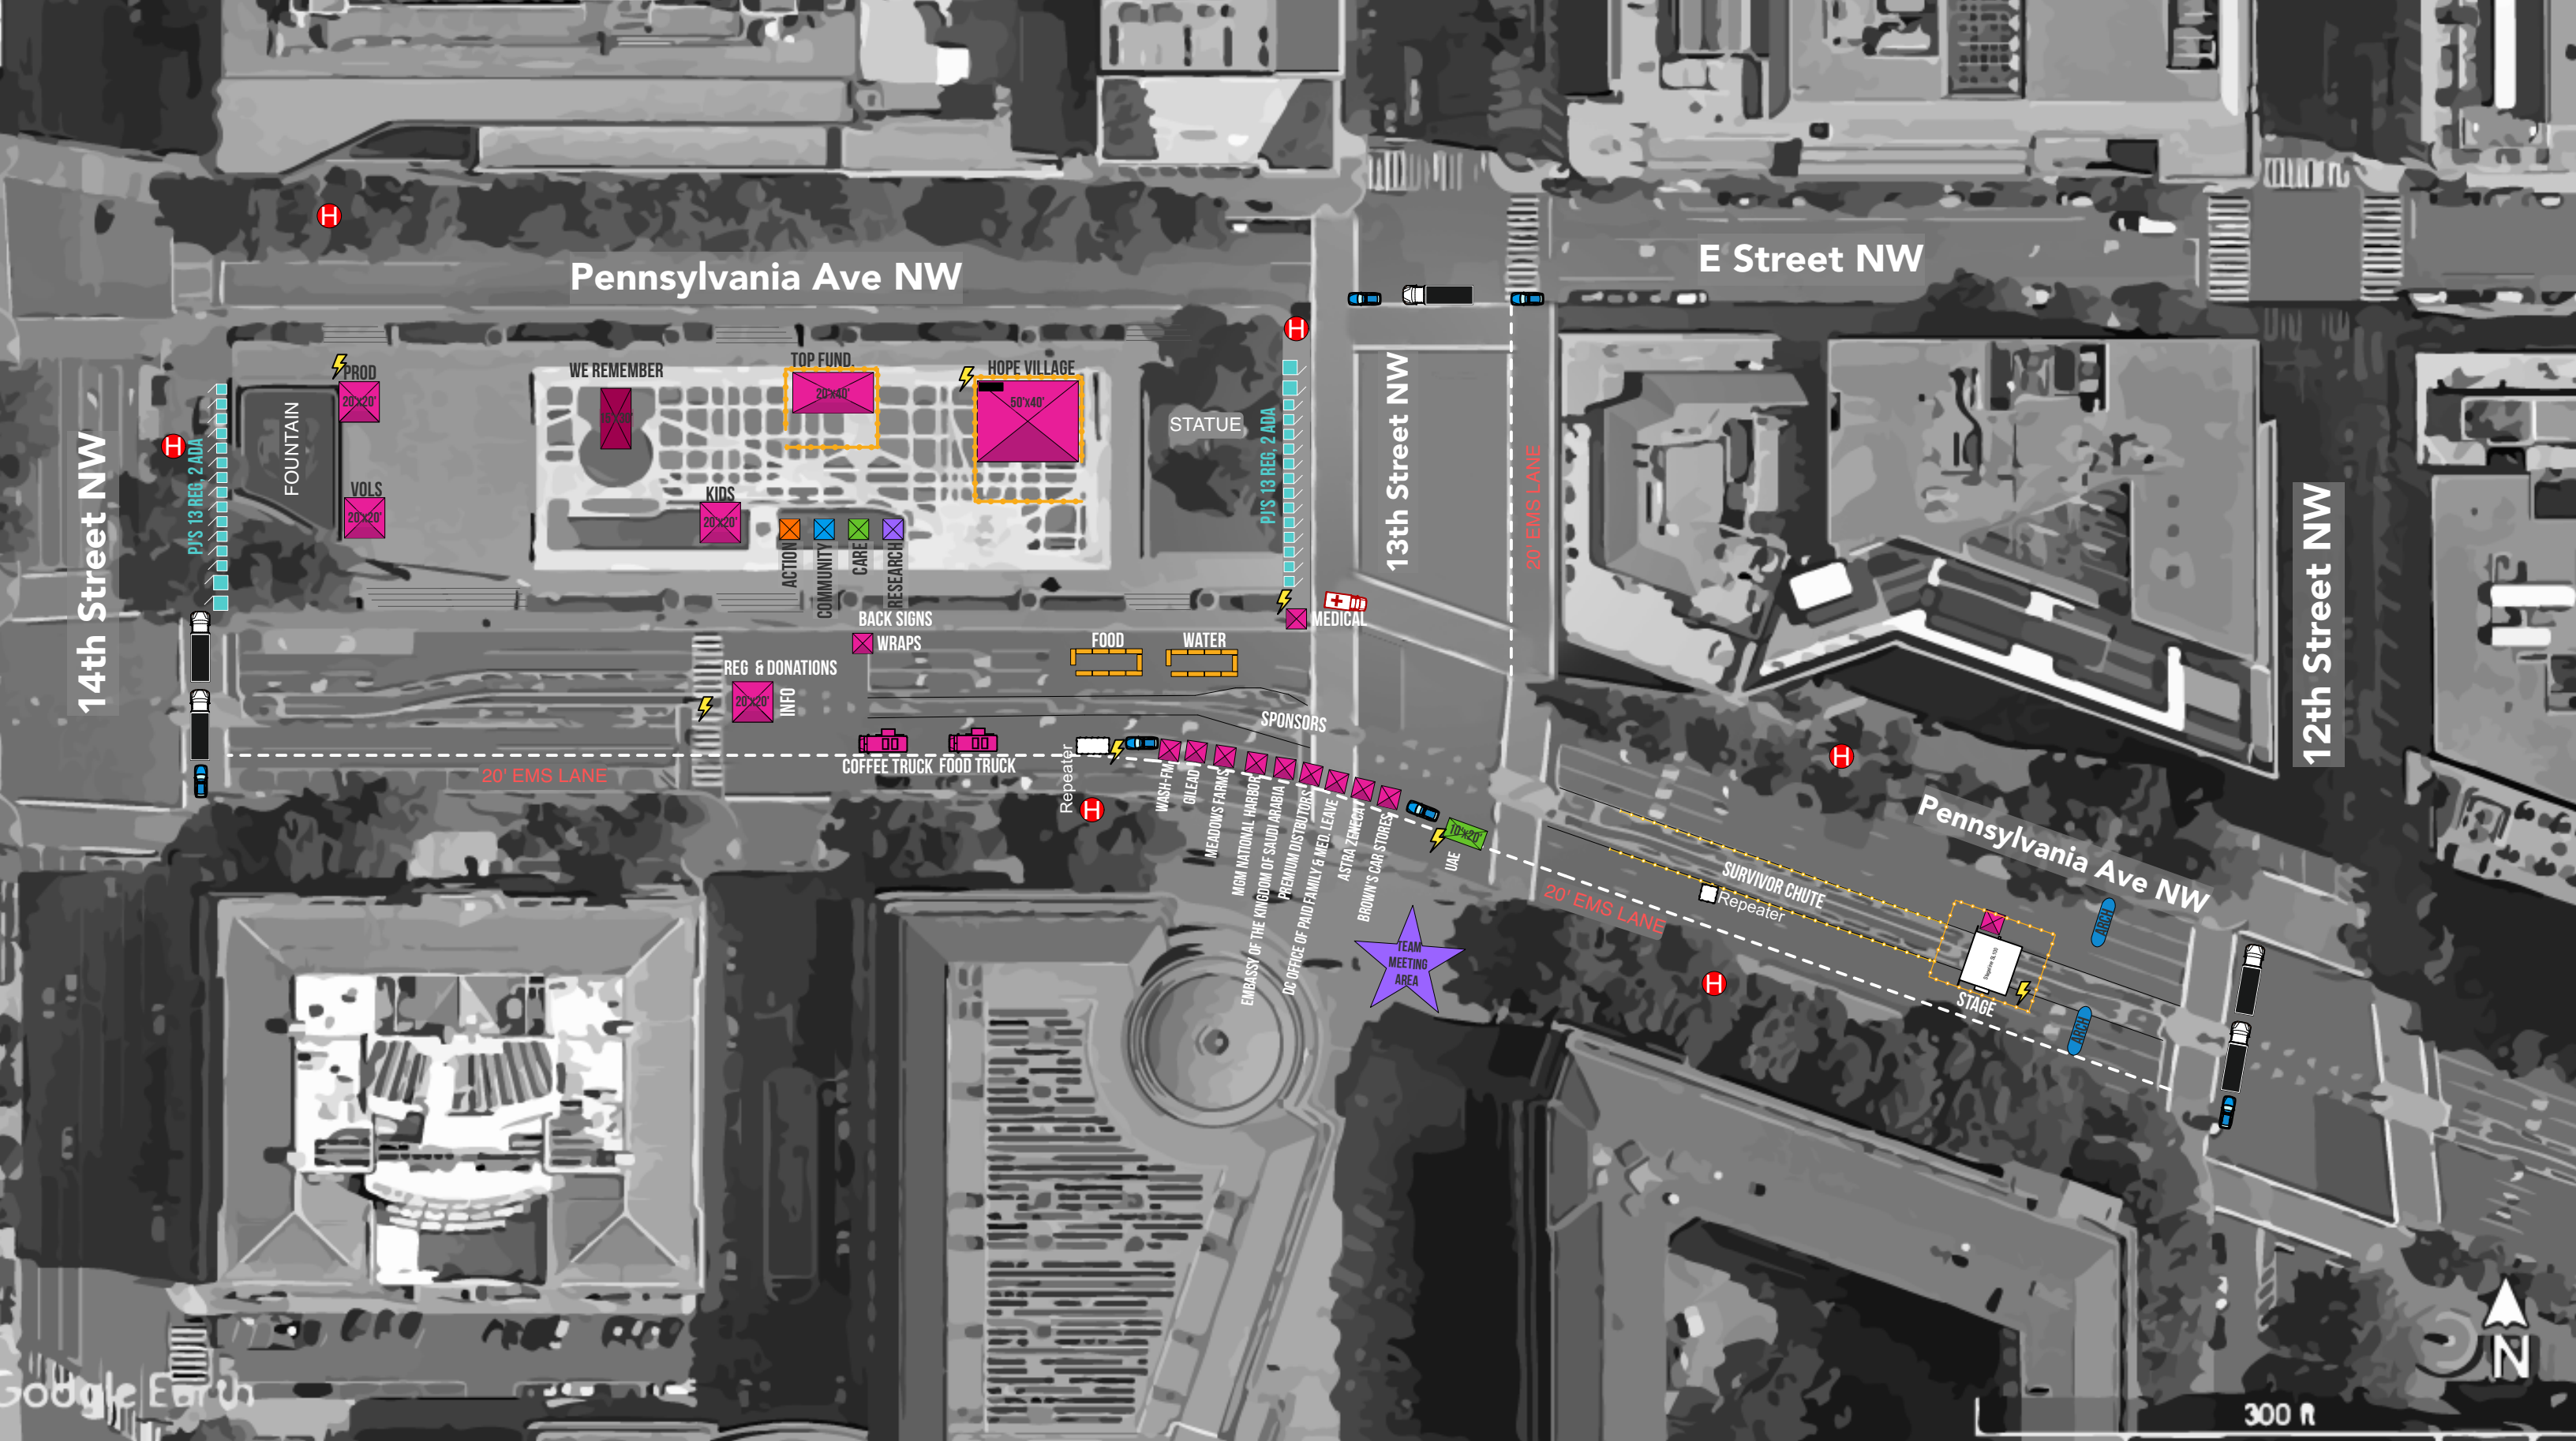 Pennsylvania Ave NW
E Street NW
H
H
TOP FUND.
HOPE VILLAGE
WE REMEMBER
PROD
20'x20'
20'x40'
50'x40'
FOUNTAIN
STATUE
H
14th Street NW
PJ'S 13 REG, 2 ADA
PJ'S 13 REG, 2 ADA
13th Street NW
20' EMS LANE
12th Street NW
VOLS
20'x20'
KIDS
20'x20'
ACTION
COMMUNITY
CARE
RESEARCH
BACK SIGNS
WRAPS
MEDICAL
FOOD
WATER
REG & DONATIONS
20'x20'
INFO
SPONSORS
COFFEE TRUCK
FOOD TRUCK
20' EMS LANE
Repeater
H
H
WASH-FM
GILEAD
MEADOWS FARMS
MGM NATIONAL HARBOR
EMBASSY OF THE KINGDOM OF SAUDI ARABIA
PREMIUM DISTBUTORS
DC OFFICE OF PAID FAMILY & MED. LEAVE
ASTRA ZENECA
BROWN'S CAR STORES
10'x20'
UAE
Pennsylvania Ave NW
SURVIVOR CHUTE
Repeater
20' EMS LANE
TEAM
MEETING
AREA
H
STAGE
ARCH
ARCH
N
300 ft
Google Earth